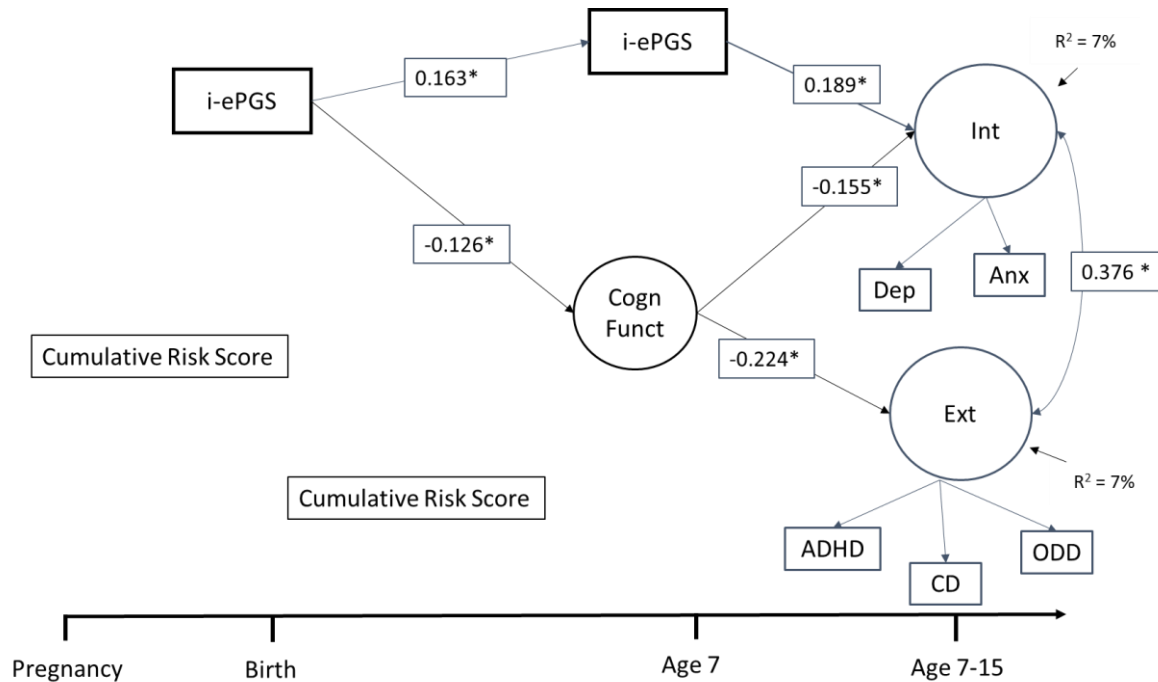 i-ePGS
R² = 7%
i-ePGS
0.163*
0.189*
Int
-0.155*
-0.126*
Dep
Anx
0.376 *
Cogn
Funct
Cumulative Risk Score
-0.224*
Ext
R² = 7%
Cumulative Risk Score
ADHD
ODD
CD
Pregnancy
Birth
Age 7
Age 7-15